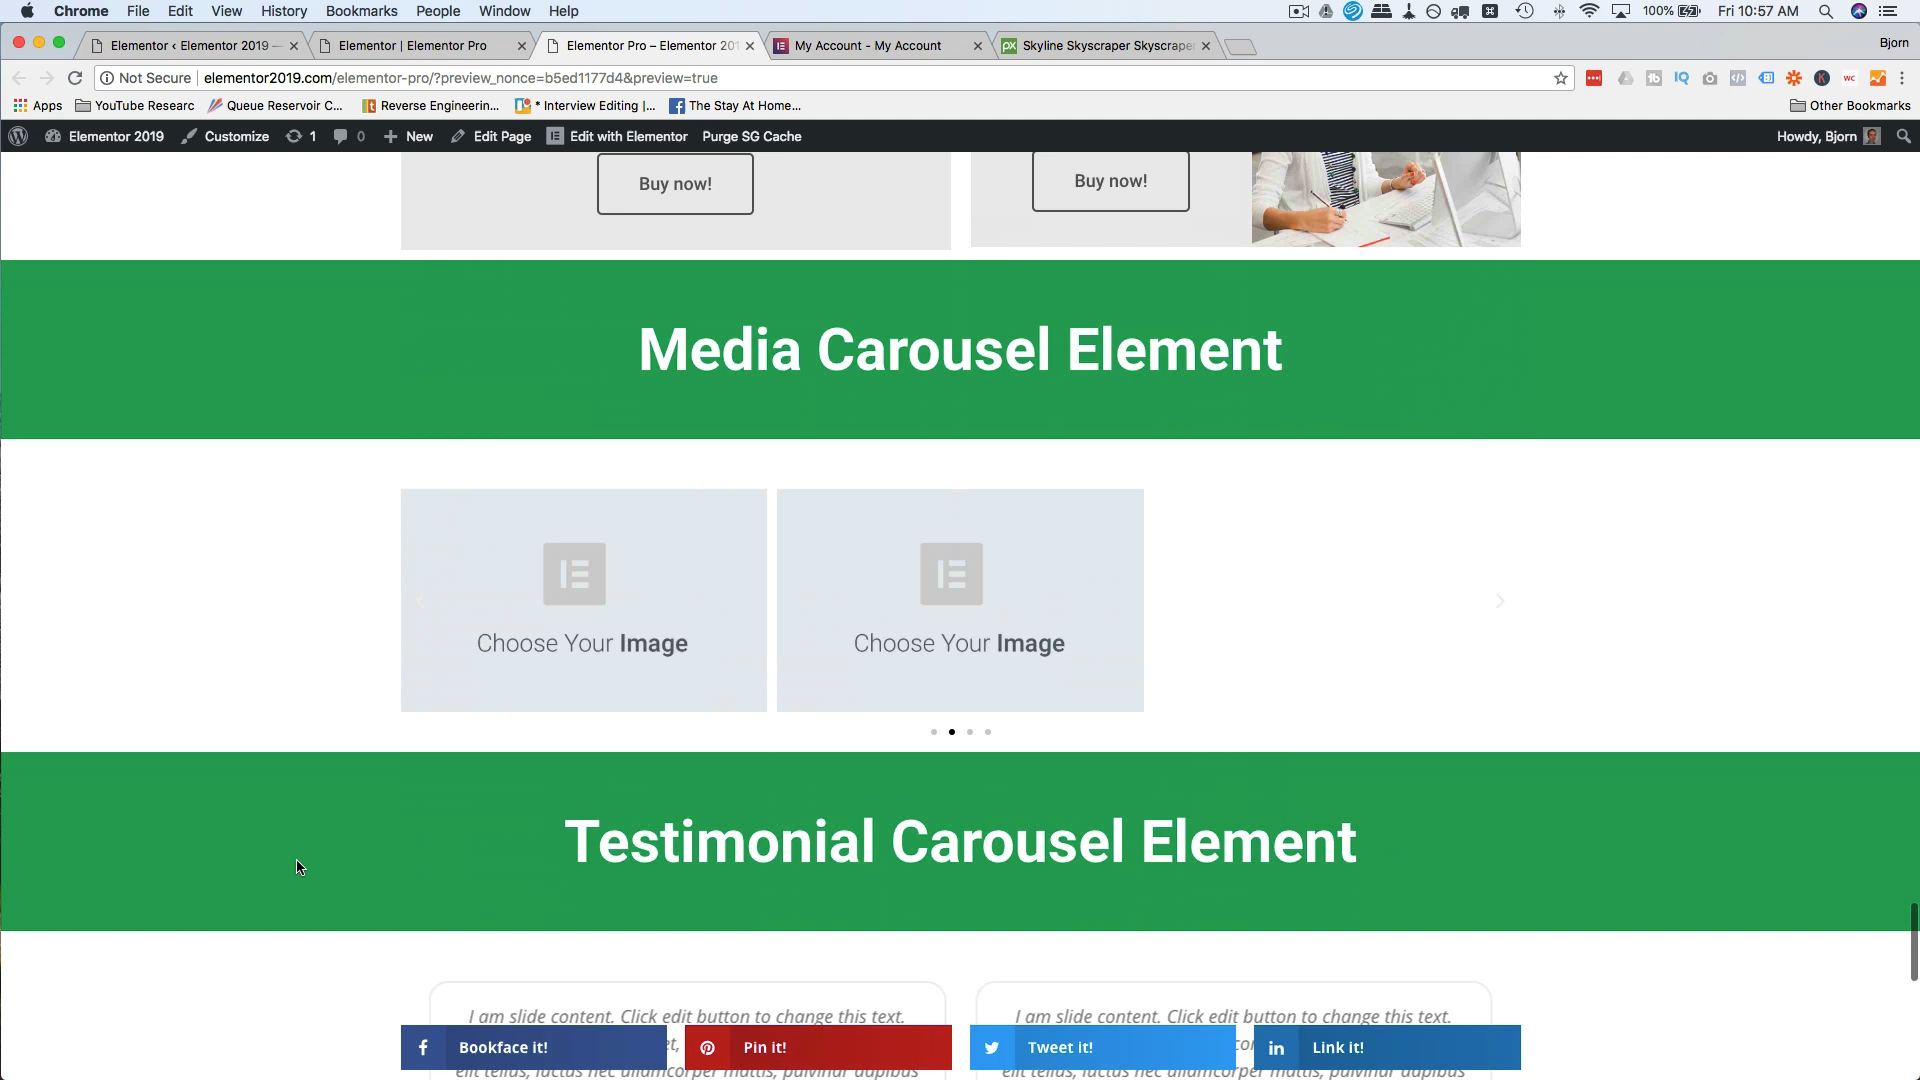 Chrome File Edit View History Bookmarks People Window Help 100% Fri 10:57 AM
Elementor ‹ Elementor 2019 — Elementor | Elementor Pro Elementor Pro – Elementor 201 My Account - My Account Skyline Skyscraper Skyscrape Bjorn
Not Secure elementor2019.com/elementor-pro/?preview_nonce=b5ed1177d4&preview=true
Apps YouTube Researc Queue Reservoir C... Reverse Engineerin... * Interview Editing |... The Stay At Home... Other Bookmarks
Elementor 2019 Customize 1 0 New Edit Page Edit with Elementor Purge SG Cache Howdy, Bjorn
Buy now! Buy now!
Media Carousel Element
Choose Your Image Choose Your Image
Testimonial Carousel Element
I am slide content. Click edit button to change this text. I am slide content. Click edit button to change this text.
Bookface it! Pin it! Tweet it! Link it!